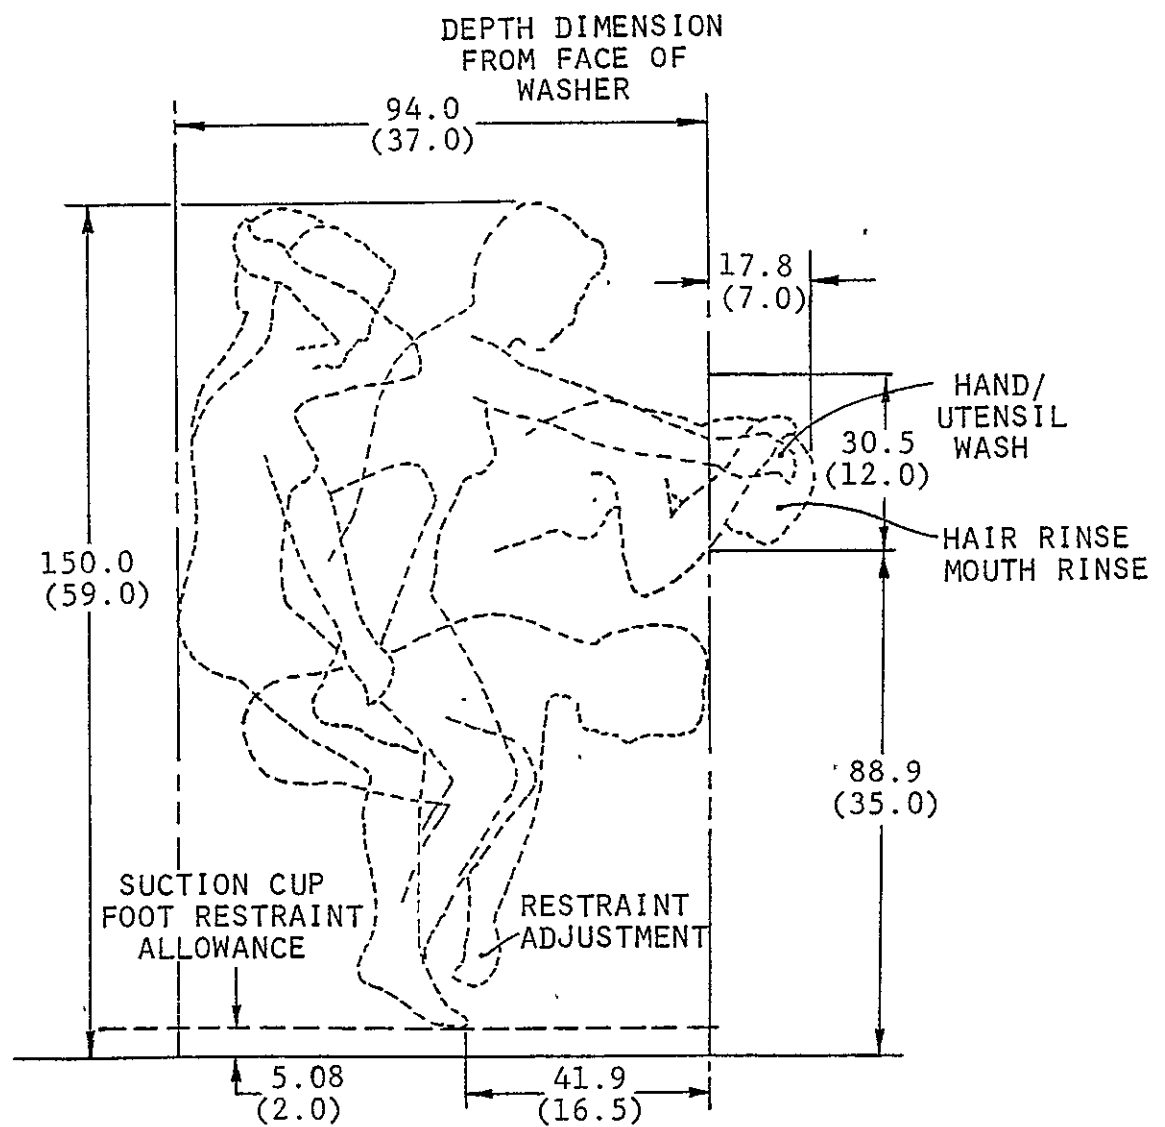 DEPTH DIMENSION
FROM FACE OF
WASHER
94.0
(37.0)
17.8
(7.0)
HAND/
UTENSIL
WASH
30.5
(12.0)
HAIR RINSE
MOUTH RINSE
150.0
(59.0)
88.9
(35.0)
SUCTION CUP
FOOT RESTRAINT
ALLOWANCE
RESTRAINT
ADJUSTMENT
5.08
(2.0)
41.9
(16.5)